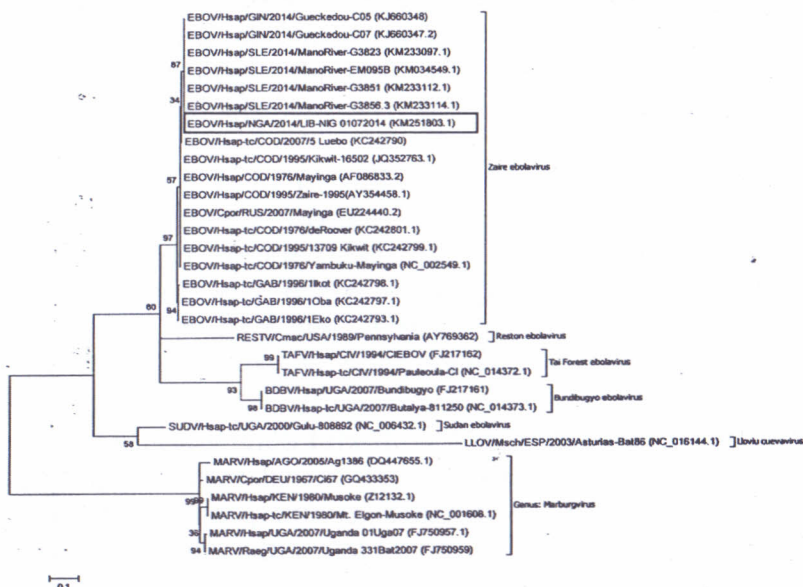 EBOV/Hsap/GIN/2014/Gueckedou-C05 (KJ660348)
EBOV/Hsap/GIN/2014/Gueckedou-C07 (KJ660347.2)
EBOV/Hsap/SLE/2014/ManoRiver-G3823 (KM233097.1)
87
EBOV/Hsap/SLE/2014/ManoRiver-EM095B (KM034549.1)
EBOV/Hsap/SLE/2014/ManoRiver-G3851 (KM233112.1)
34
EBOV/Hsap/SLE/2014/ManoRiver-G3856.3 (KM233114.1)
EBOV/Hsap/NGA/2014/LIB-NIG 01072014 (KM251803.1)
EBOV/Hsap-tc/COD/2007/5 Luebo (KC242790)
EBOV/Hsap-tc/COD/1995/Kikwit-16502 (JQ352763.1)
Zaire ebolavirus
57
EBOV/Hsap/COD/1976/Mayinga (AF086833.2)
EBOV/Hsap/COD/1995/Zaire-1995(AY354458.1)
EBOV/Cpor/RUS/2007/Mayinga (EU224440.2)
EBOV/Hsap-tc/COD/1976/deRoover (KC242801.1)
97
EBOV/Hsap-tc/COD/1995/13709 Kikwit (KC242799.1)
EBOV/Hsap-tc/COD/1976/Yambuku-Mayinga (NC_002549.1)
EBOV/Hsap-tc/GAB/1996/1Ikot (KC242798.1)
60
94
EBOV/Hsap-tc/GAB/1996/1Oba (KC242797.1)
EBOV/Hsap-tc/GAB/1996/1Eko (KC242793.1)
RESTV/Cmac/USA/1989/Pennsylvania (AY769362)
Reston ebolavirus
99
TAFV/Hsap/CIV/1994/CIEBOV (FJ217162)
TAFV/Hsap-tc/CIV/1994/Pauleoula-CI (NC_014372.1)
Tai Forest ebolavirus
93
BDBV/Hsap/UGA/2007/Bundibugyo (FJ217161)
98
BDBV/Hsap-tc/UGA/2007/Butalya-811250 (NC_014373.1)
Bundibugyo ebolavirus
SUDV/Hsap-tc/UGA/2000/Gulu-808892 (NC_006432.1)
Sudan ebolavirus
58
LLOV/Msch/ESP/2003/Asturias-Bat86 (NC_016144.1)
Lloviu cuevavirus
MARV/Hsap/AGO/2005/Ag1386 (DQ447655.1)
MARV/Cpor/DEU/1967/Ci67 (GQ433353)
99
MARV/Hsap/KEN/1980/Musoke (Z12132.1)
Genus: Marburgvirus
MARV/Hsap-tc/KEN/1980/Mt. Elgon-Musoke (NC_001608.1)
36
MARV/Hsap/UGA/2007/Uganda 01Uga07 (FJ750957.1)
94
MARV/Raeg/UGA/2007/Uganda 331Bat2007 (FJ750959)
0.1